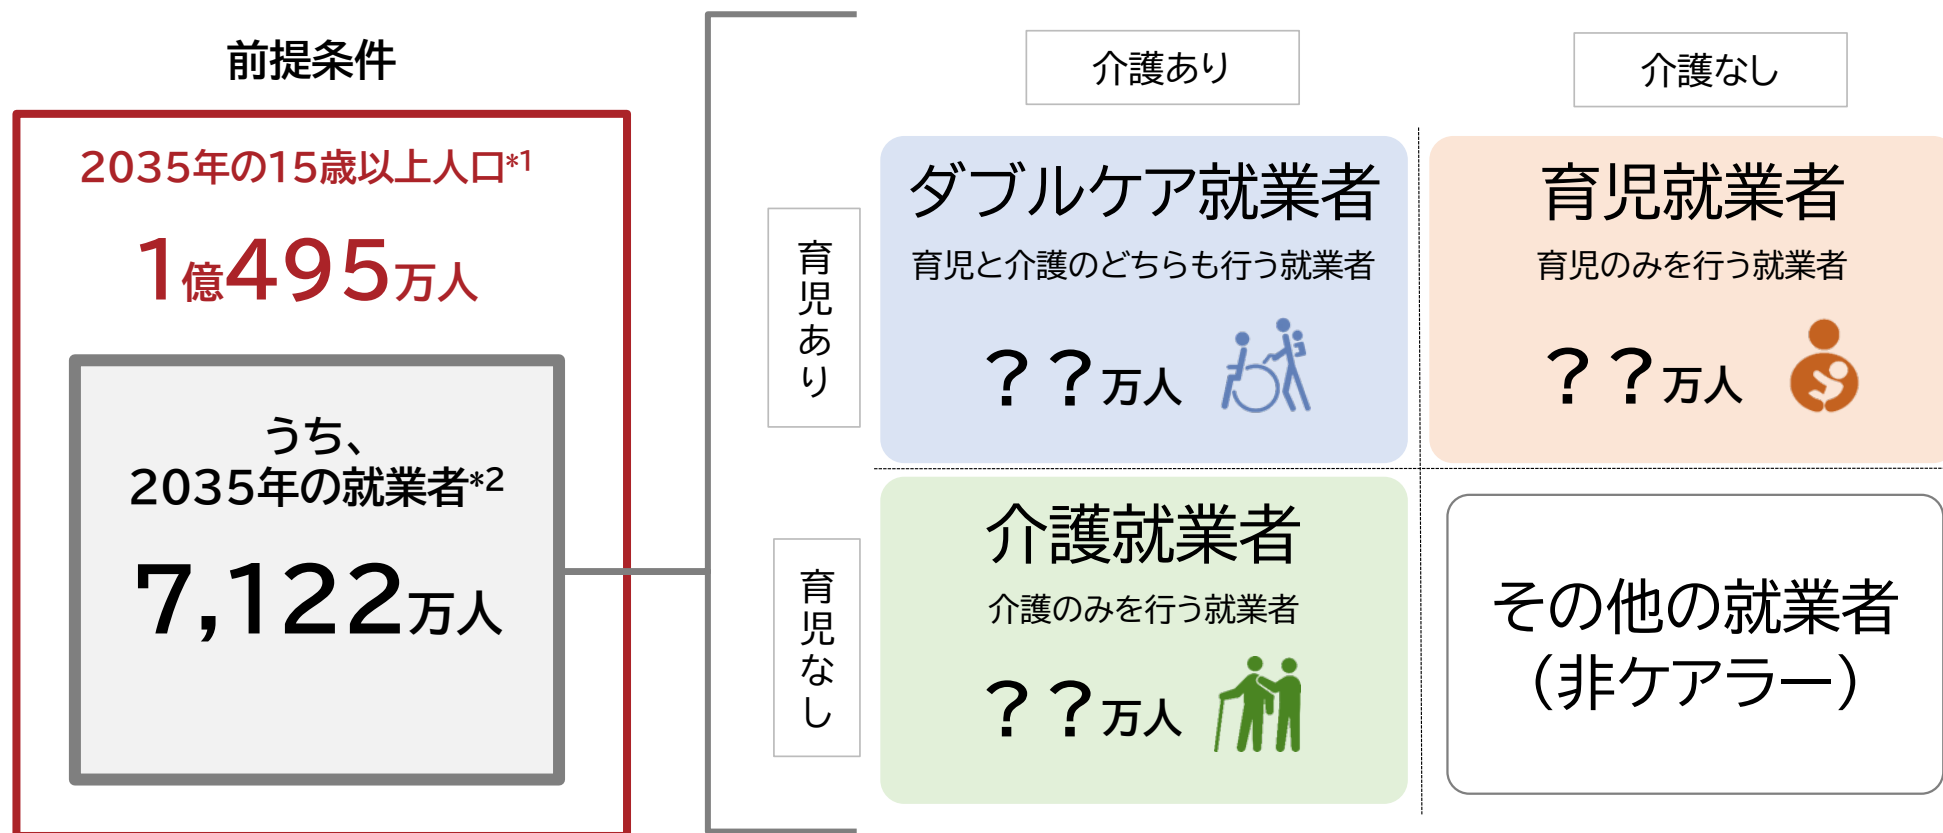 前提条件
2035年の15歳以上人口*1
1億495万人
うち、
2035年の就業者*2
7,122万人
介護あり
介護なし
育児あり
ダブルケア就業者
育児と介護のどちらも行う就業者
??万人
育児就業者
育児のみを行う就業者
??万人
育児なし
介護就業者
介護のみを行う就業者
??万人
その他の就業者
（非ケアラー）